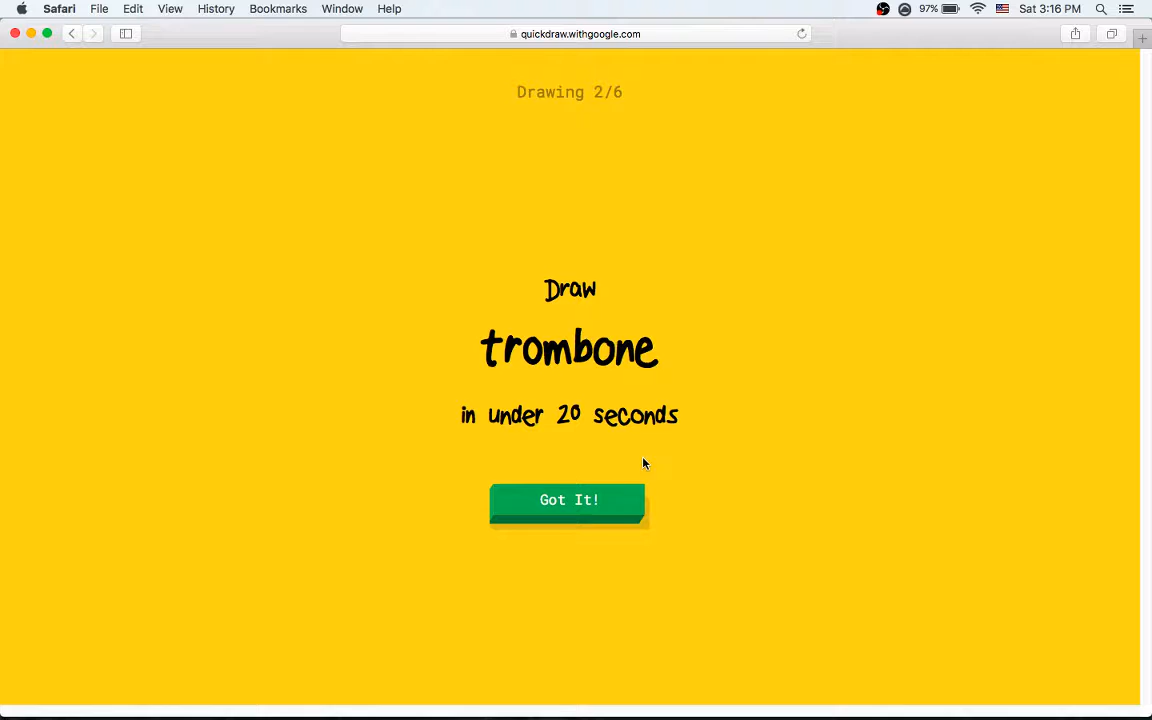 Safari File Edit View History Bookmarks Window Help 97% Sat 3:16 PM
quickdraw.withgoogle.com
Drawing 2/6
Draw
trombone
in under 20 seconds
Got It!